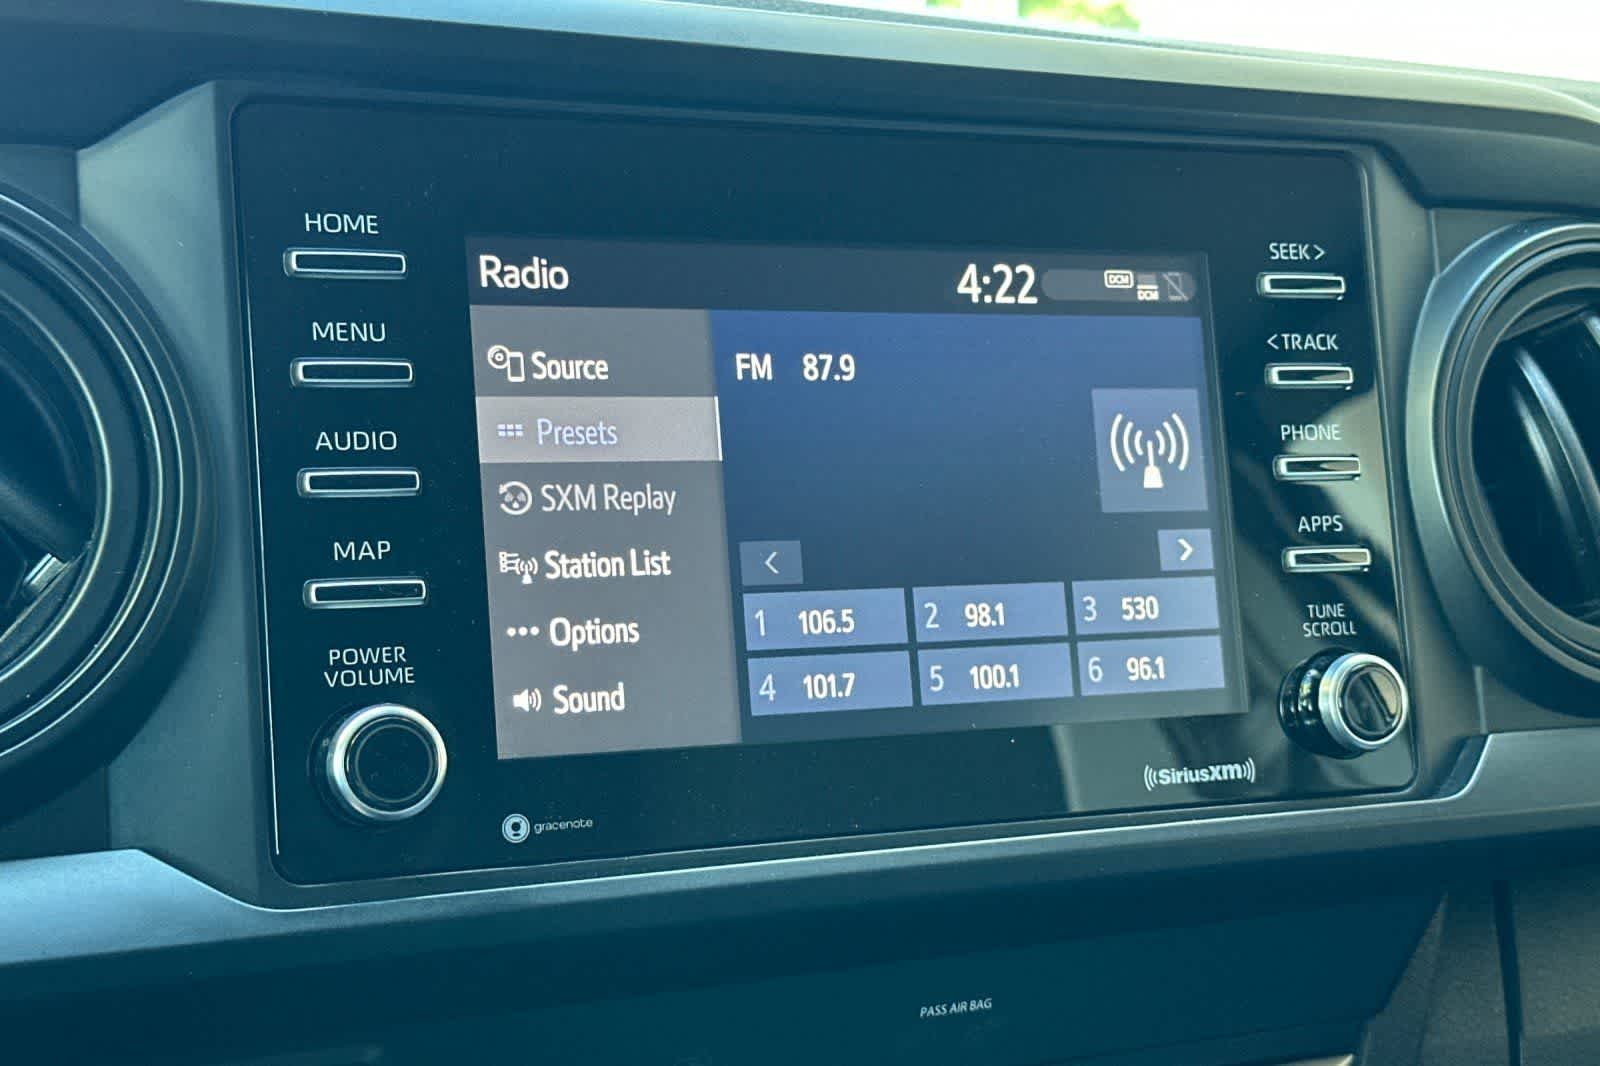 HOME
MENU
AUDIO
MAP
POWER
VOLUME
Radio
4:22
DCM
DCM
Source
Presets
SXM Replay
Station List
Options
Sound
FM 87.9
<
>
1 106.5
2 98.1
3 530
4 101.7
5 100.1
6 96.1
SEEK >
< TRACK
PHONE
APPS
TUNE
SCROLL
gracenote
((SiriusXM))
PASS AIR BAG